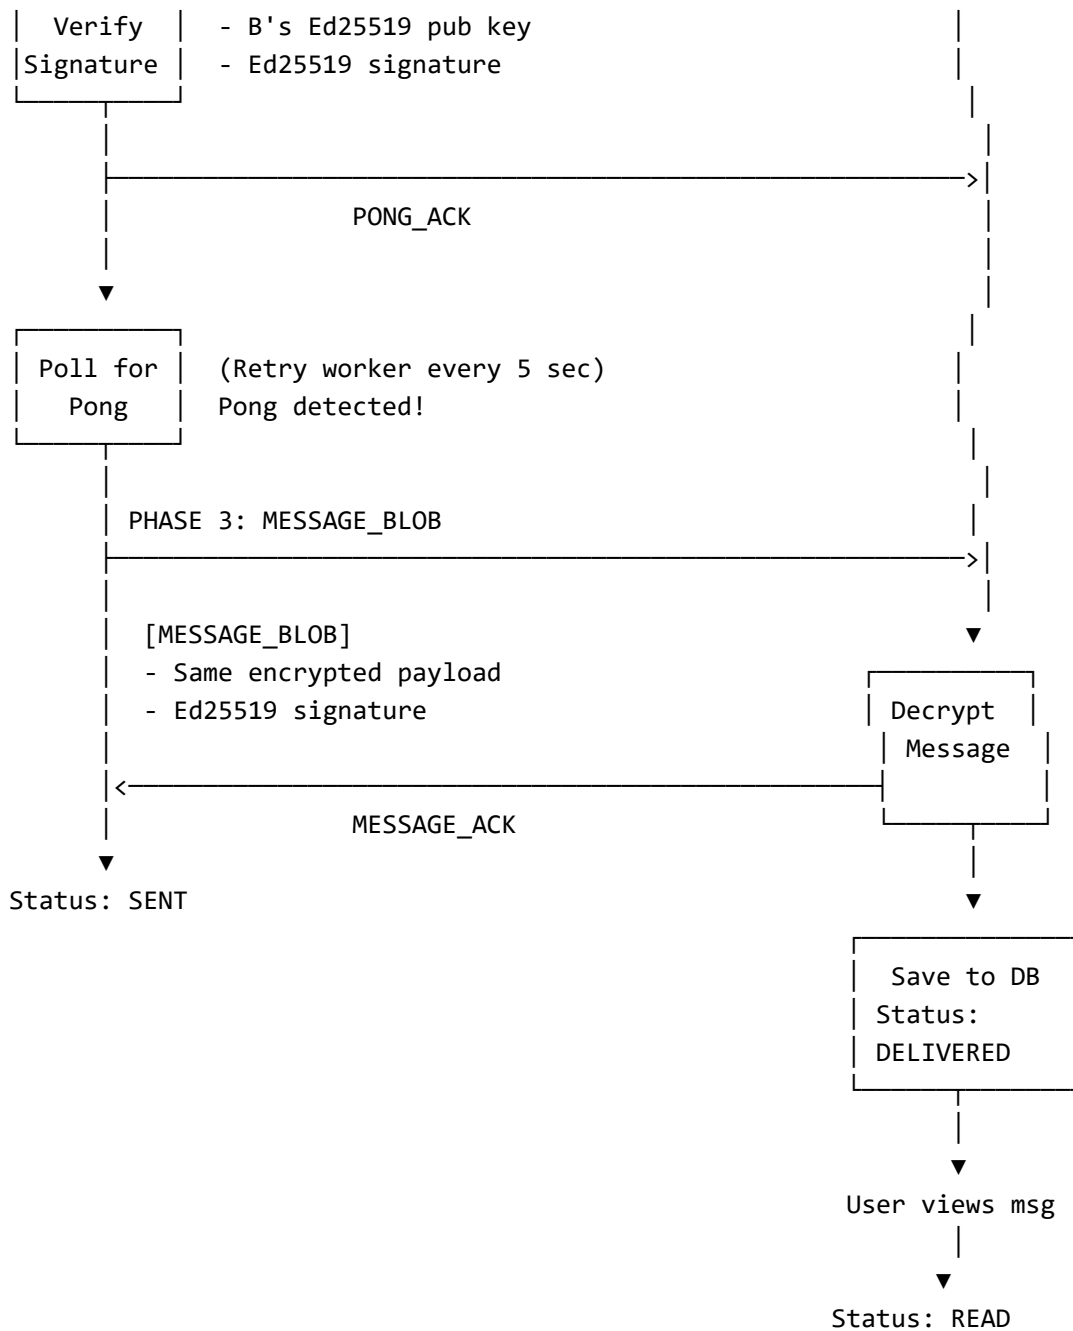 Verify - B's Ed25519 pub key
Signature - Ed25519 signature
PONG_ACK
Poll for (Retry worker every 5 sec)
Pong Pong detected!
PHASE 3: MESSAGE_BLOB
[MESSAGE_BLOB]
- Same encrypted payload
- Ed25519 signature Decrypt
Message
MESSAGE_ACK
Status: SENT
Save to DB
Status:
DELIVERED
User views msg
Status: READ